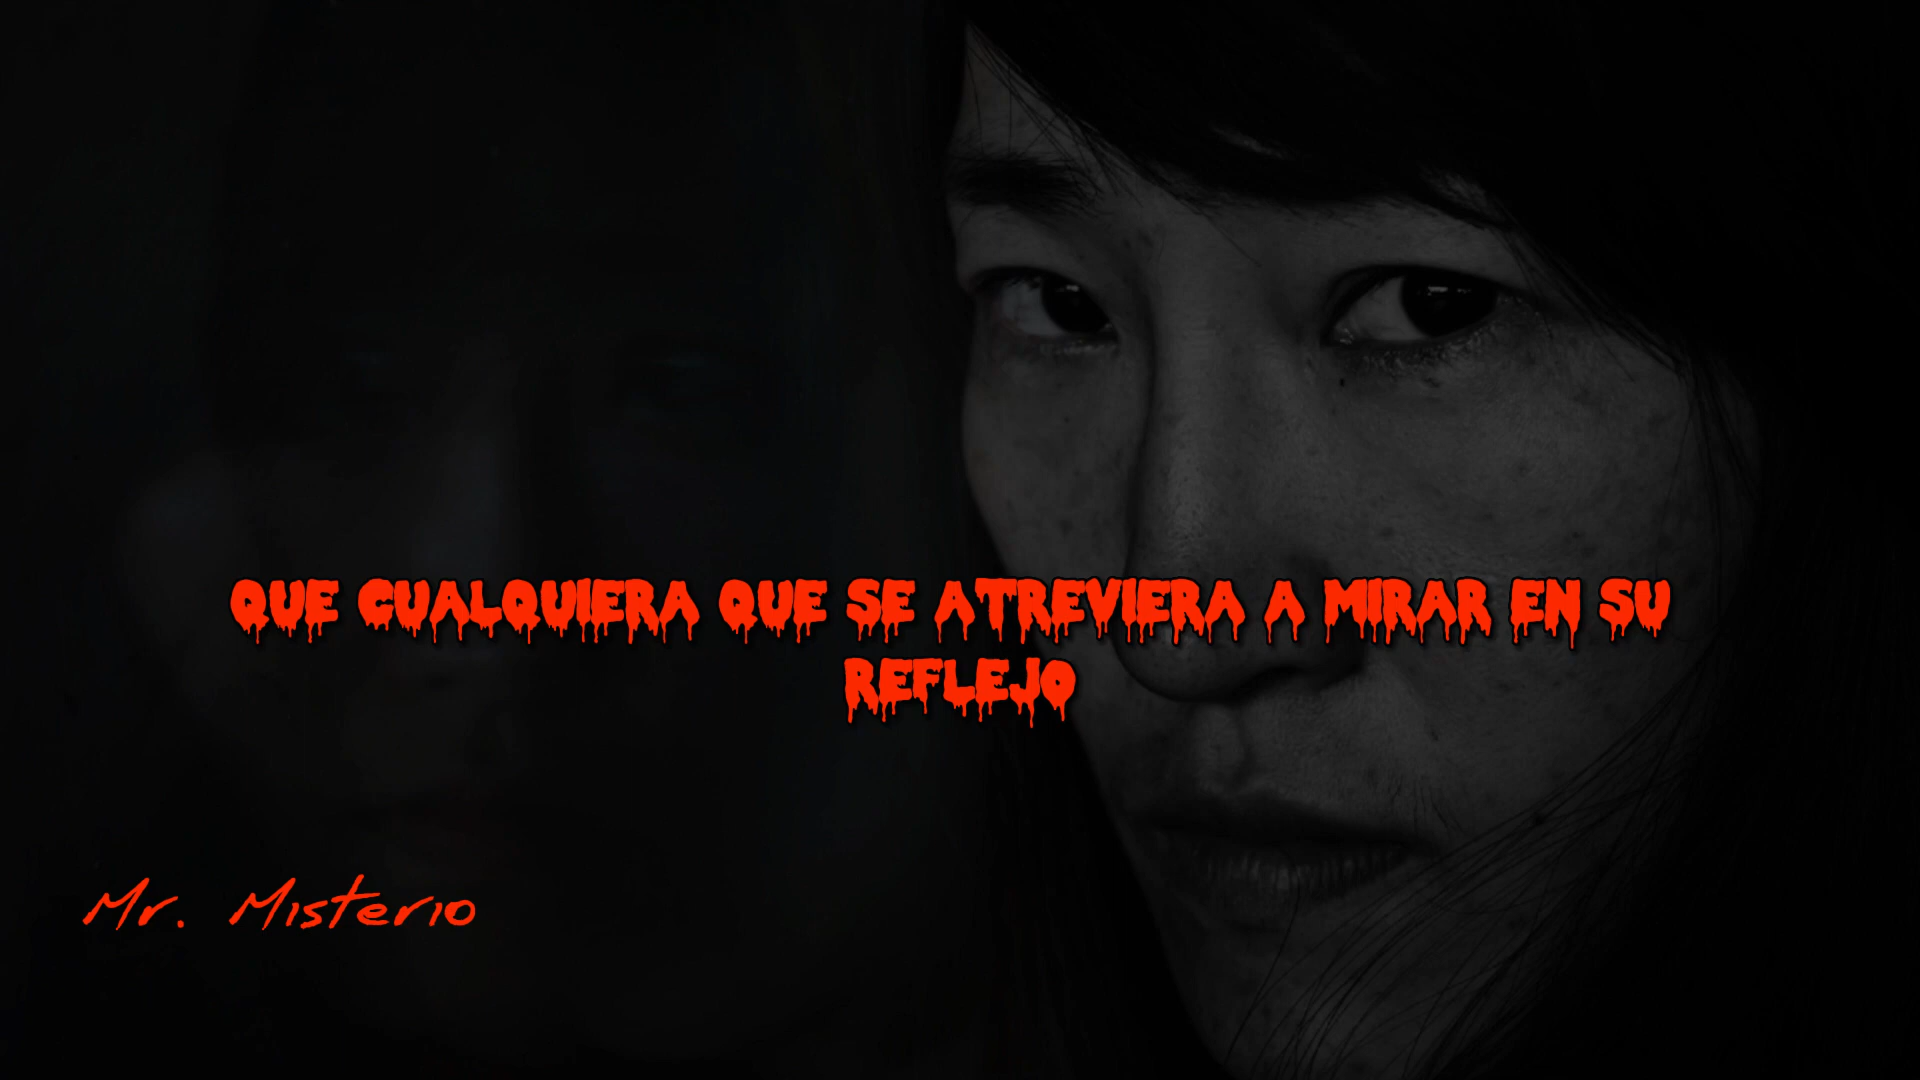 QUE CUALQUIERA QUE SE ATREVIERA A MIRAR EN SU
REFLEJO
Mr. Misterio